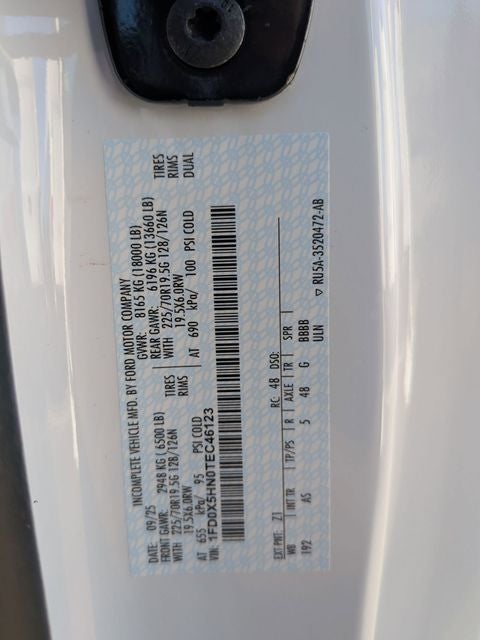 INCOMPLETE VEHICLE MFD. BY FORD MOTOR COMPANY
DATE: 09/25 GVWR: 8165 KG (18000 LB)
FRONT GAWR: 2948 KG ( 6500 LB) REAR GAWR: 6196 KG (13660 LB)
WITH 225/70R19.5G 128/126N TIRES WITH 225/70R19.5G 128/126N TIRES
19.5X6.0RW RIMS 19.5X6.0RW RIMS
AT 655 kPa/ 95 PSI COLD AT 690 kPa/ 100 PSI COLD DUAL
VIN: 1FD0X5HN0TEC46123
EXT PNT: Z1 RC: 48 DSO:
WB INT TR TP/PS R AXLE TR SPR
192 AS 5 48 G BBBB
ULN
▽ RU5A-3520472-AB